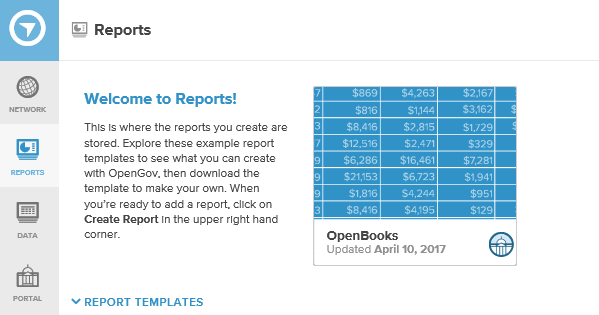 Reports
NETWORK
REPORTS
DATA
PORTAL
Welcome to Reports!
This is where the reports you create are
stored. Explore these example report
templates to see what you can create
with OpenGov, then download the
template to make your own. When
you're ready to add a report, click on
Create Report in the upper right hand
corner.
7 $869 $4,263 $2,167
2 $816 $1,144 $3,162 $
3 $8,416 $2,815 $1,729 $
7 $12,516 $2,471 $329
9 $6,286 $16,461 $7,281
9 $21,153 $6,723 $1,941
9 $1,816 $4,244 $951
3 $8,416 $4,195 $129
OpenBooks
Updated April 10, 2017
REPORT TEMPLATES